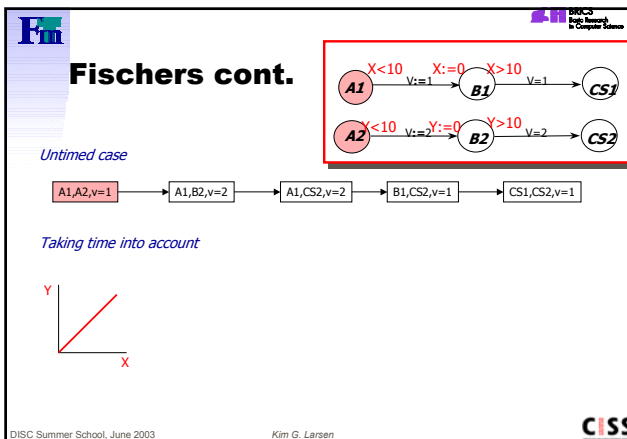 Fm
BRICS
Basic Research
in Computer Science
Fischers cont.
X<10 X:=0 X>10
A1 V:=1 B1 V=1 CS1
Y<10 Y:=0 Y>10
A2 V:=2 B2 V=2 CS2
Untimed case
A1,A2,v=1 A1,B2,v=2 A1,CS2,v=2 B1,CS2,v=1 CS1,CS2,v=1
Taking time into account
Y
X
DISC Summer School, June 2003 Kim G. Larsen CISS